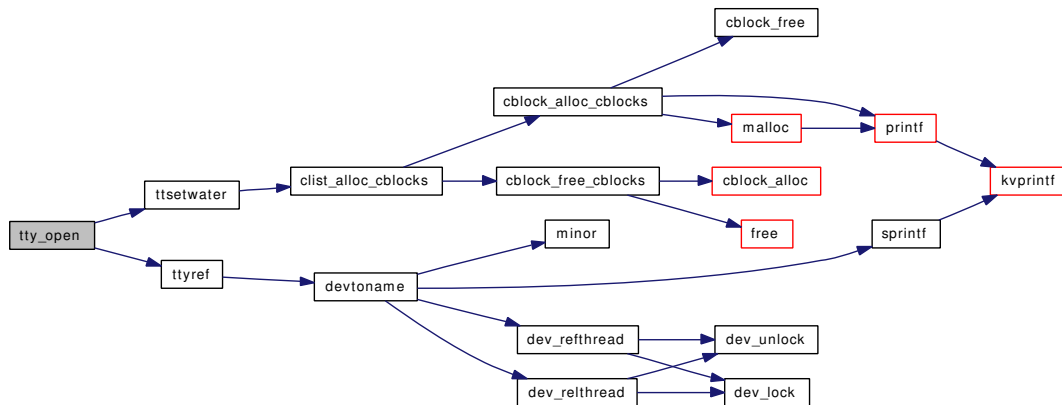 cblock_free
cblock_alloc_cblocks
malloc
printf
clist_alloc_cblocks
cblock_free_cblocks
cblock_alloc
kvprintf
ttsetwater
tty_open
minor
free
sprintf
ttyref
devtoname
dev_refthread
dev_unlock
dev_relthread
dev_lock